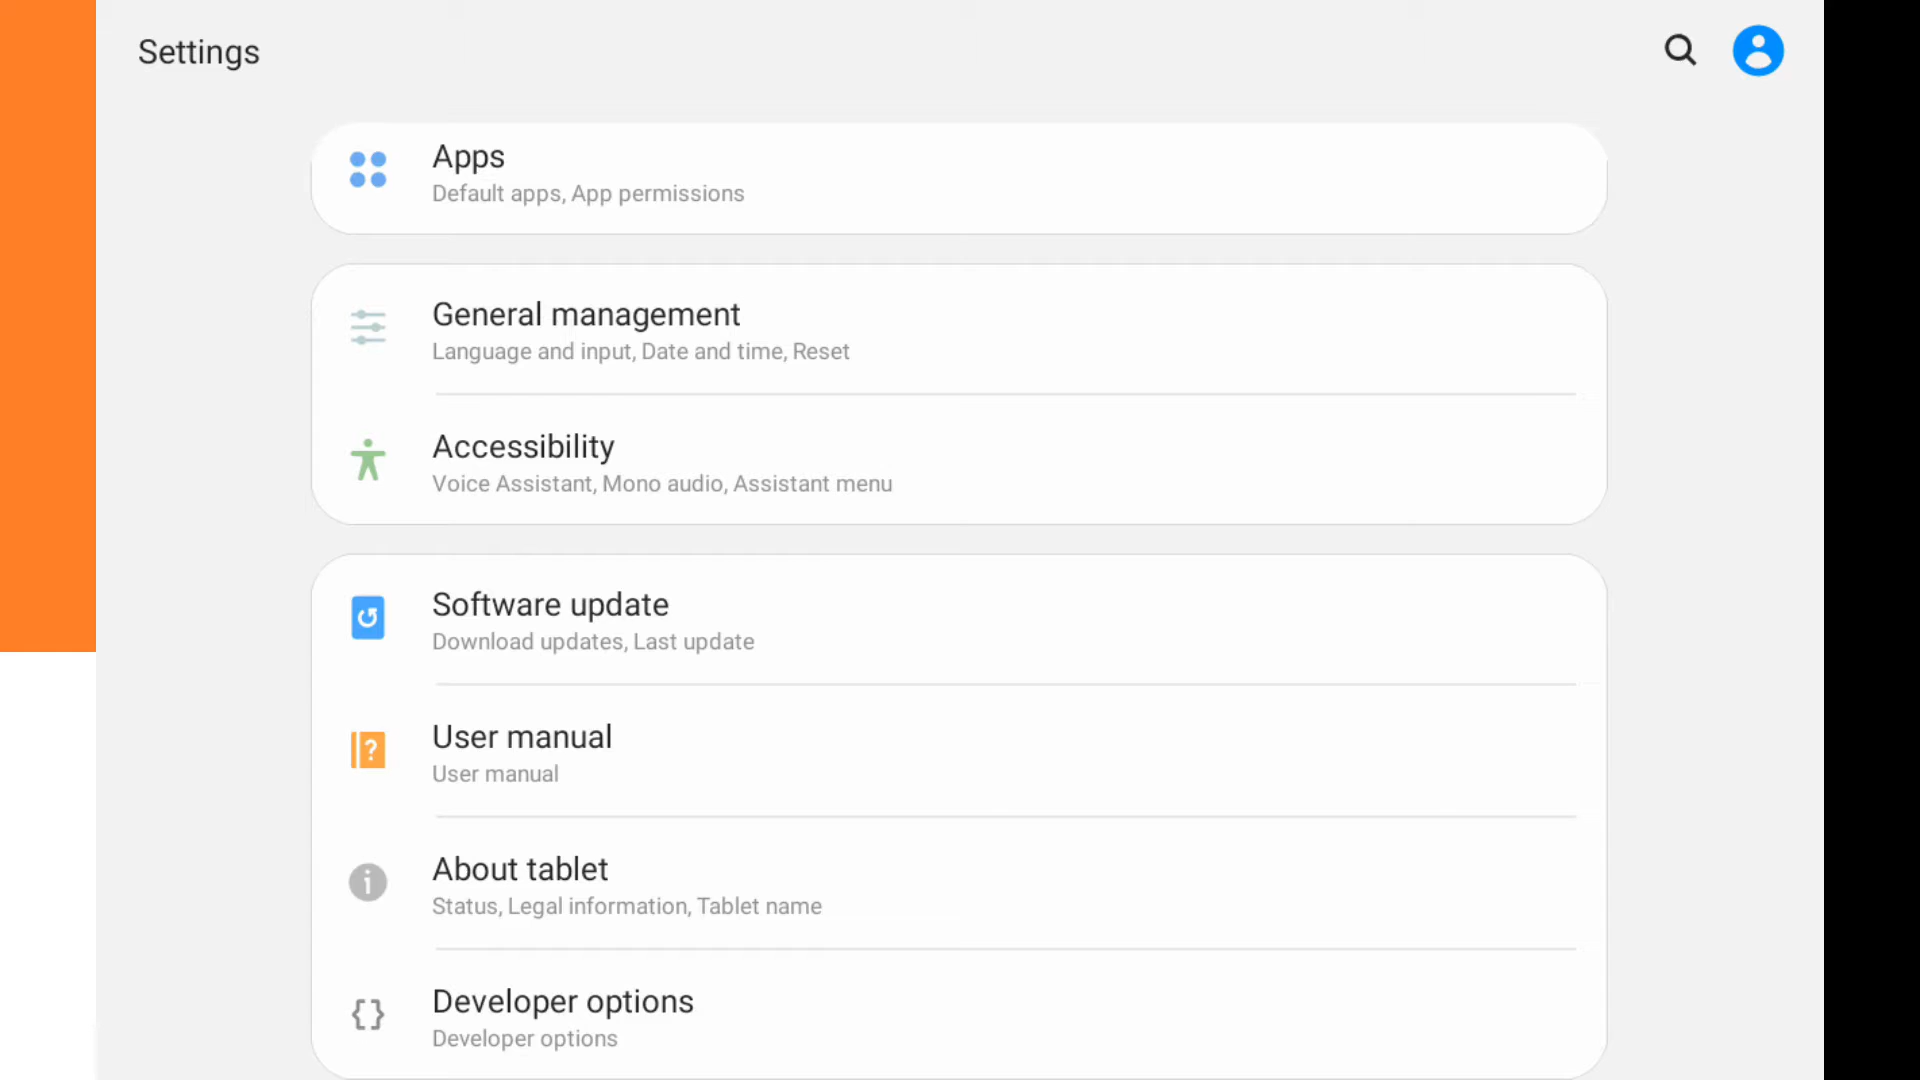 Settings
Apps
Default apps, App permissions
General management
Language and input, Date and time, Reset
Accessibility
Voice Assistant, Mono audio, Assistant menu
Software update
Download updates, Last update
User manual
User manual
About tablet
Status, Legal information, Tablet name
Developer options
Developer options